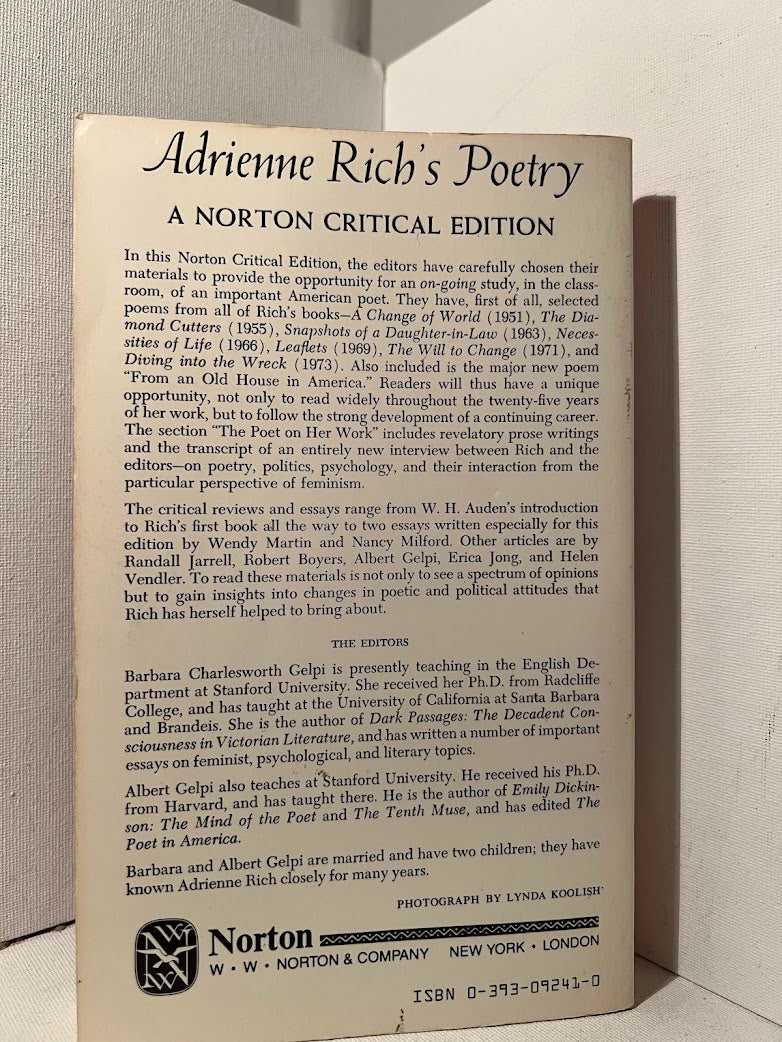 Adrienne Rich's Poetry
A NORTON CRITICAL EDITION
In this Norton Critical Edition, the editors have carefully chosen their
materials to provide the opportunity for an on-going study, in the class-
room, of an important American poet. They have, first of all, selected
poems from all of Rich's books—A Change of World (1951), The Dia-
mond Cutters (1955), Snapshots of a Daughter-in-Law (1963), Neces-
sities of Life (1966), Leaflets (1969), The Will to Change (1971), and
Diving into the Wreck (1973). Also included is the major new poem
“From an Old House in America.” Readers will thus have a unique
opportunity, not only to read widely throughout the twenty-five years
of her work, but to follow the strong development of a continuing career.
The section “The Poet on Her Work” includes revelatory prose writings
and the transcript of an entirely new interview between Rich and the
editors—on poetry, politics, psychology, and their interaction from the
particular perspective of feminism.
The critical reviews and essays range from W. H. Auden's introduction
to Rich's first book all the way to two essays written especially for this
edition by Wendy Martin and Nancy Milford. Other articles are by
Randall Jarrell, Robert Boyers, Albert Gelpi, Erica Jong, and Helen
Vendler. To read these materials is not only to see a spectrum of opinions
but to gain insights into changes in poetic and political attitudes that
Rich has herself helped to bring about.
THE EDITORS
Barbara Charlesworth Gelpi is presently teaching in the English De-
partment at Stanford University. She received her Ph.D. from Radcliffe
College, and has taught at the University of California at Santa Barbara
and Brandeis. She is the author of Dark Passages: The Decadent Con-
sciousness in Victorian Literature, and has written a number of important
essays on feminist, psychological, and literary topics.
Albert Gelpi also teaches at Stanford University. He received his Ph.D.
from Harvard, and has taught there. He is the author of Emily Dickin-
son: The Mind of the Poet and The Tenth Muse, and has edited The
Poet in America.
Barbara and Albert Gelpi are married and have two children; they have
known Adrienne Rich closely for many years.
PHOTOGRAPH BY LYNDA KOOLISH
Norton
W • W • NORTON & COMPANY NEW YORK • LONDON
ISBN 0-393-09241-0